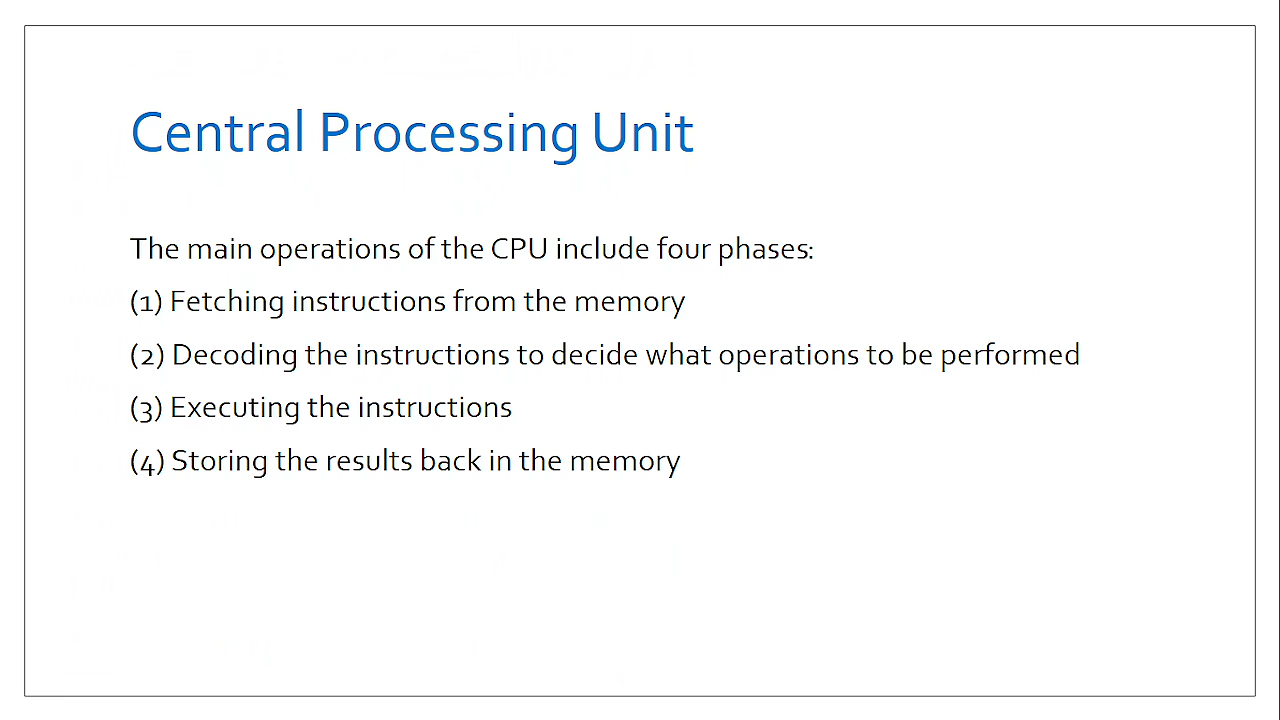 Central Processing Unit
The main operations of the CPU include four phases:
(1) Fetching instructions from the memory
(2) Decoding the instructions to decide what operations to be performed
(3) Executing the instructions
(4) Storing the results back in the memory